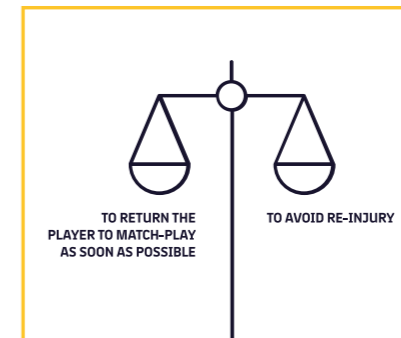 TO RETURN THE
PLAYER TO MATCH-PLAY
AS SOON AS POSSIBLE
TO AVOID RE-INJURY